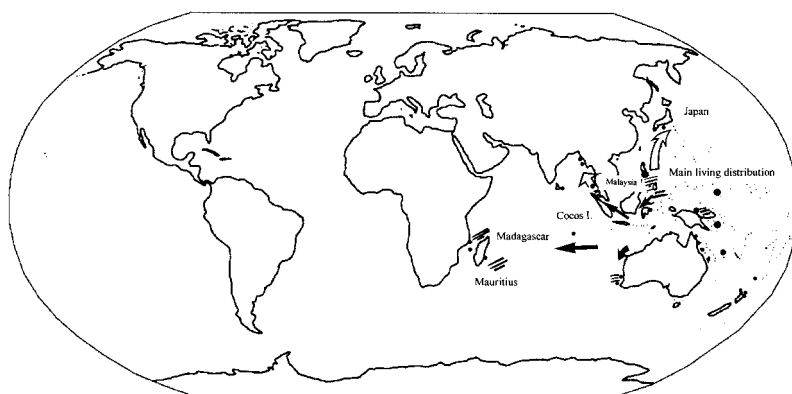 Japan
Main living distribution
Malaysia
Cocos I.
Madagascar
Mauritius